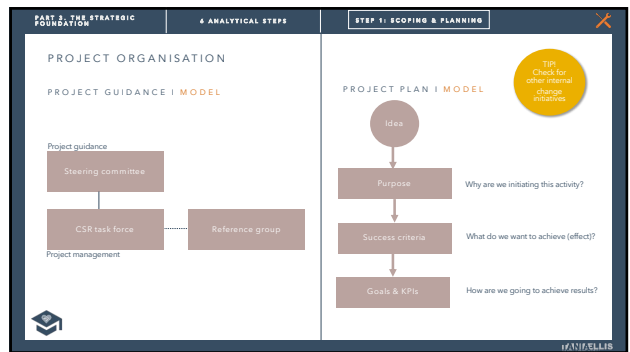 PART 3. THE STRATEGIC
FOUNDATION
6 ANALYTICAL STEPS
STEP 1: SCOPING & PLANNING
PROJECT ORGANISATION
PROJECT GUIDANCE I MODEL
Project guidance
Steering committee
CSR task force
Reference group
Project management
TIP!
Check for
other internal
change
initiatives
PROJECT PLAN I MODEL
Idea
Purpose
Why are we initiating this activity?
Success criteria
What do we want to achieve (effect)?
Goals & KPIs
How are we going to achieve results?